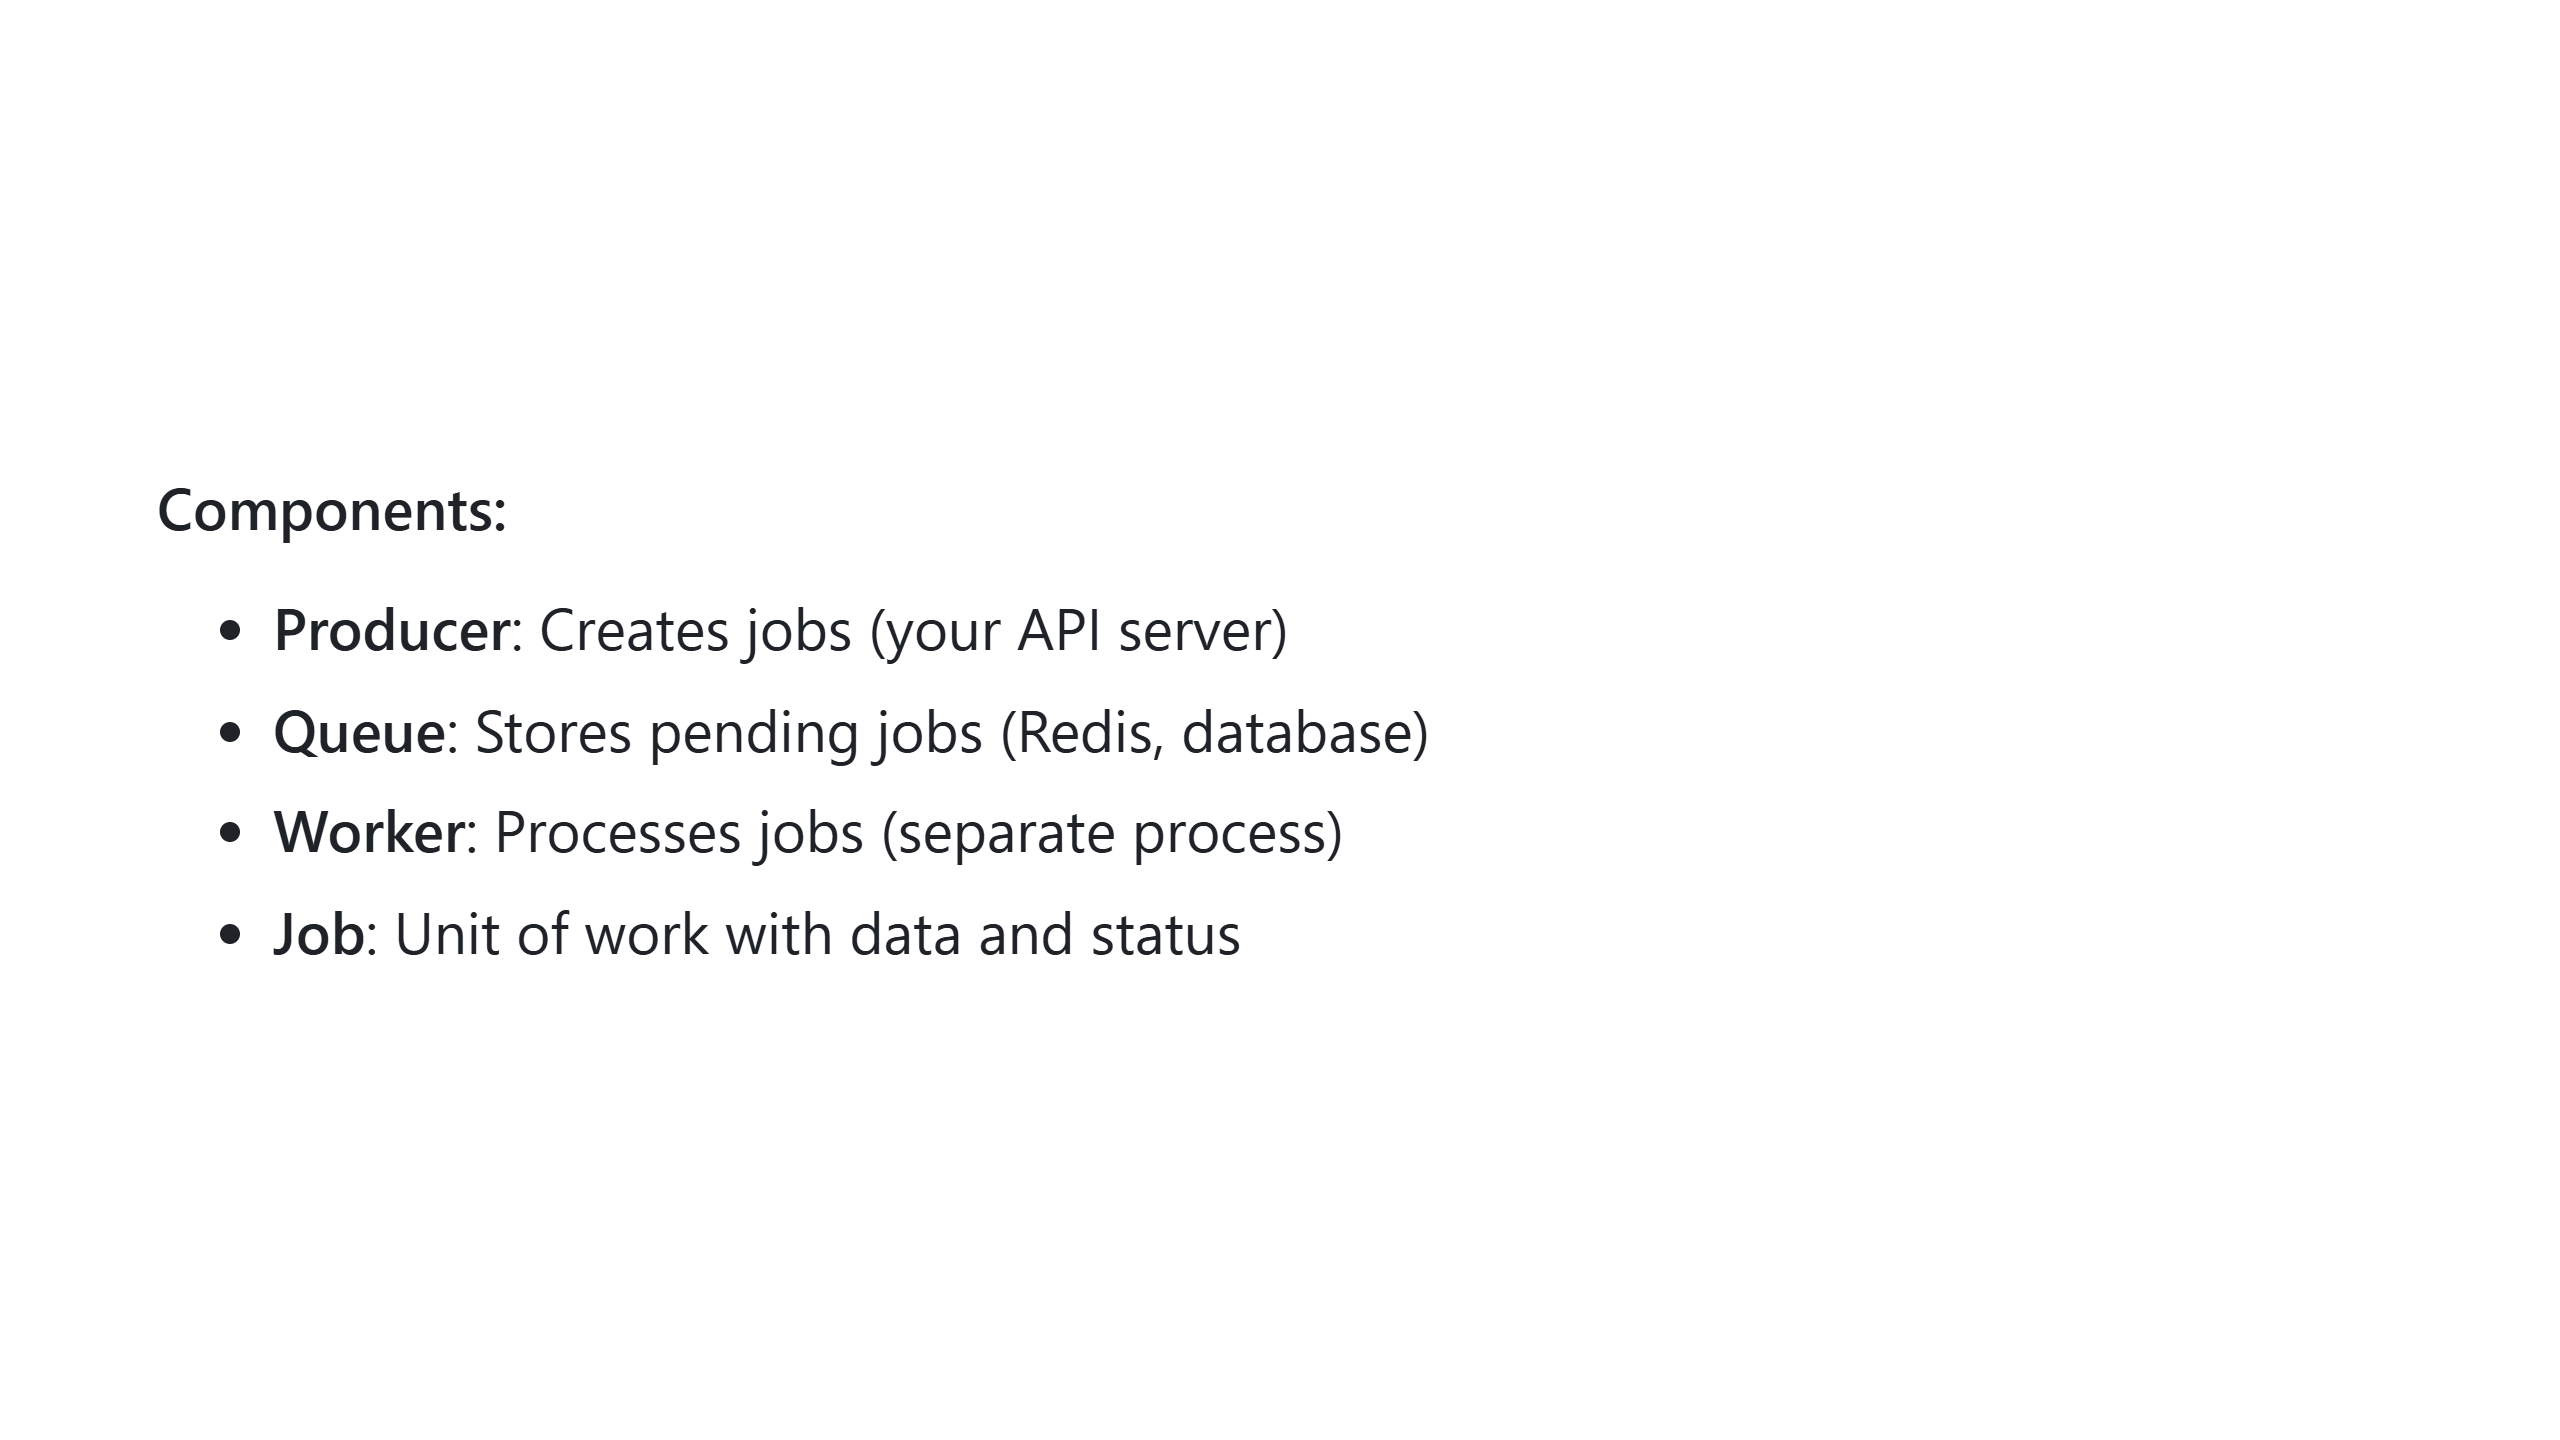 Components:
• Producer: Creates jobs (your API server)
• Queue: Stores pending jobs (Redis, database)
• Worker: Processes jobs (separate process)
• Job: Unit of work with data and status